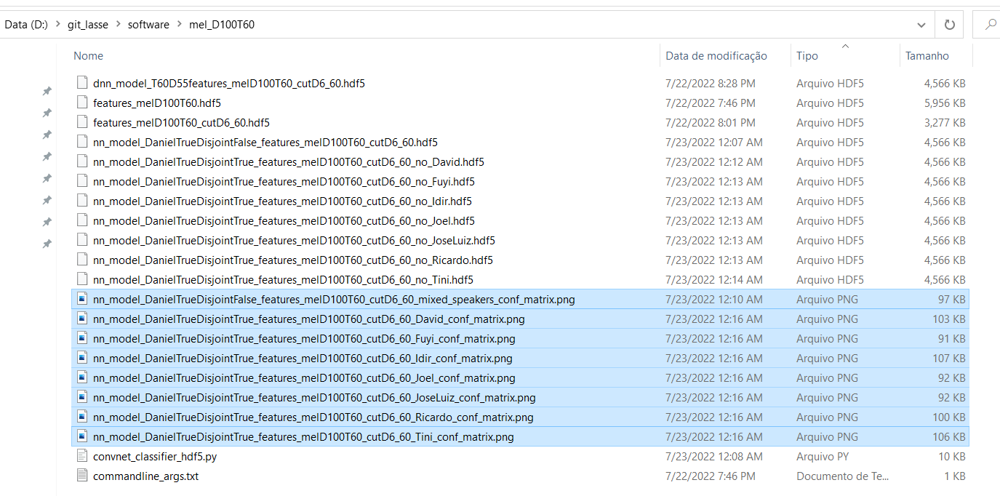 Data (D:) > git_lasse > software > mel_D100T60
Nome Data de modificação Tipo Tamanho
dnn_model_T60D55features_melD100T60_cutD6_60.hdf5 7/22/2022 8:28 PM Arquivo HDF5 4,566 KB
features_melD100T60.hdf5 7/22/2022 7:46 PM Arquivo HDF5 5,956 KB
features_melD100T60_cutD6_60.hdf5 7/22/2022 8:01 PM Arquivo HDF5 3,277 KB
nn_model_DanielTrueDisjointFalse_features_melD100T60_cutD6_60.hdf5 7/23/2022 12:07 AM Arquivo HDF5 4,566 KB
nn_model_DanielTrueDisjointTrue_features_melD100T60_cutD6_60_no_David.hdf5 7/23/2022 12:12 AM Arquivo HDF5 4,566 KB
nn_model_DanielTrueDisjointTrue_features_melD100T60_cutD6_60_no_Fuyi.hdf5 7/23/2022 12:13 AM Arquivo HDF5 4,566 KB
nn_model_DanielTrueDisjointTrue_features_melD100T60_cutD6_60_no_Idir.hdf5 7/23/2022 12:13 AM Arquivo HDF5 4,566 KB
nn_model_DanielTrueDisjointTrue_features_melD100T60_cutD6_60_no_Joel.hdf5 7/23/2022 12:13 AM Arquivo HDF5 4,566 KB
nn_model_DanielTrueDisjointTrue_features_melD100T60_cutD6_60_no_JoseLuiz.hdf5 7/23/2022 12:13 AM Arquivo HDF5 4,566 KB
nn_model_DanielTrueDisjointTrue_features_melD100T60_cutD6_60_no_Ricardo.hdf5 7/23/2022 12:13 AM Arquivo HDF5 4,566 KB
nn_model_DanielTrueDisjointTrue_features_melD100T60_cutD6_60_no_Tini.hdf5 7/23/2022 12:14 AM Arquivo HDF5 4,566 KB
nn_model_DanielTrueDisjointFalse_features_melD100T60_cutD6_60_mixed_speakers_conf_matrix.png 7/23/2022 12:10 AM Arquivo PNG 97 KB
nn_model_DanielTrueDisjointTrue_features_melD100T60_cutD6_60_David_conf_matrix.png 7/23/2022 12:16 AM Arquivo PNG 103 KB
nn_model_DanielTrueDisjointTrue_features_melD100T60_cutD6_60_Fuyi_conf_matrix.png 7/23/2022 12:16 AM Arquivo PNG 91 KB
nn_model_DanielTrueDisjointTrue_features_melD100T60_cutD6_60_Idir_conf_matrix.png 7/23/2022 12:16 AM Arquivo PNG 107 KB
nn_model_DanielTrueDisjointTrue_features_melD100T60_cutD6_60_Joel_conf_matrix.png 7/23/2022 12:16 AM Arquivo PNG 92 KB
nn_model_DanielTrueDisjointTrue_features_melD100T60_cutD6_60_JoseLuiz_conf_matrix.png 7/23/2022 12:16 AM Arquivo PNG 92 KB
nn_model_DanielTrueDisjointTrue_features_melD100T60_cutD6_60_Ricardo_conf_matrix.png 7/23/2022 12:16 AM Arquivo PNG 100 KB
nn_model_DanielTrueDisjointTrue_features_melD100T60_cutD6_60_Tini_conf_matrix.png 7/23/2022 12:16 AM Arquivo PNG 106 KB
convnet_classifier_hdf5.py 7/23/2022 12:08 AM Arquivo PY 10 KB
commandline_args.txt 7/22/2022 7:46 PM Documento de Te... 1 KB